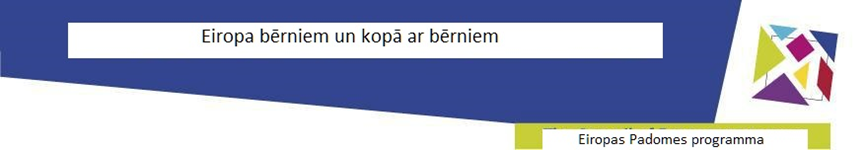 Eiropa bērniem un kopā ar bērniem
Eiropas Padomes programma